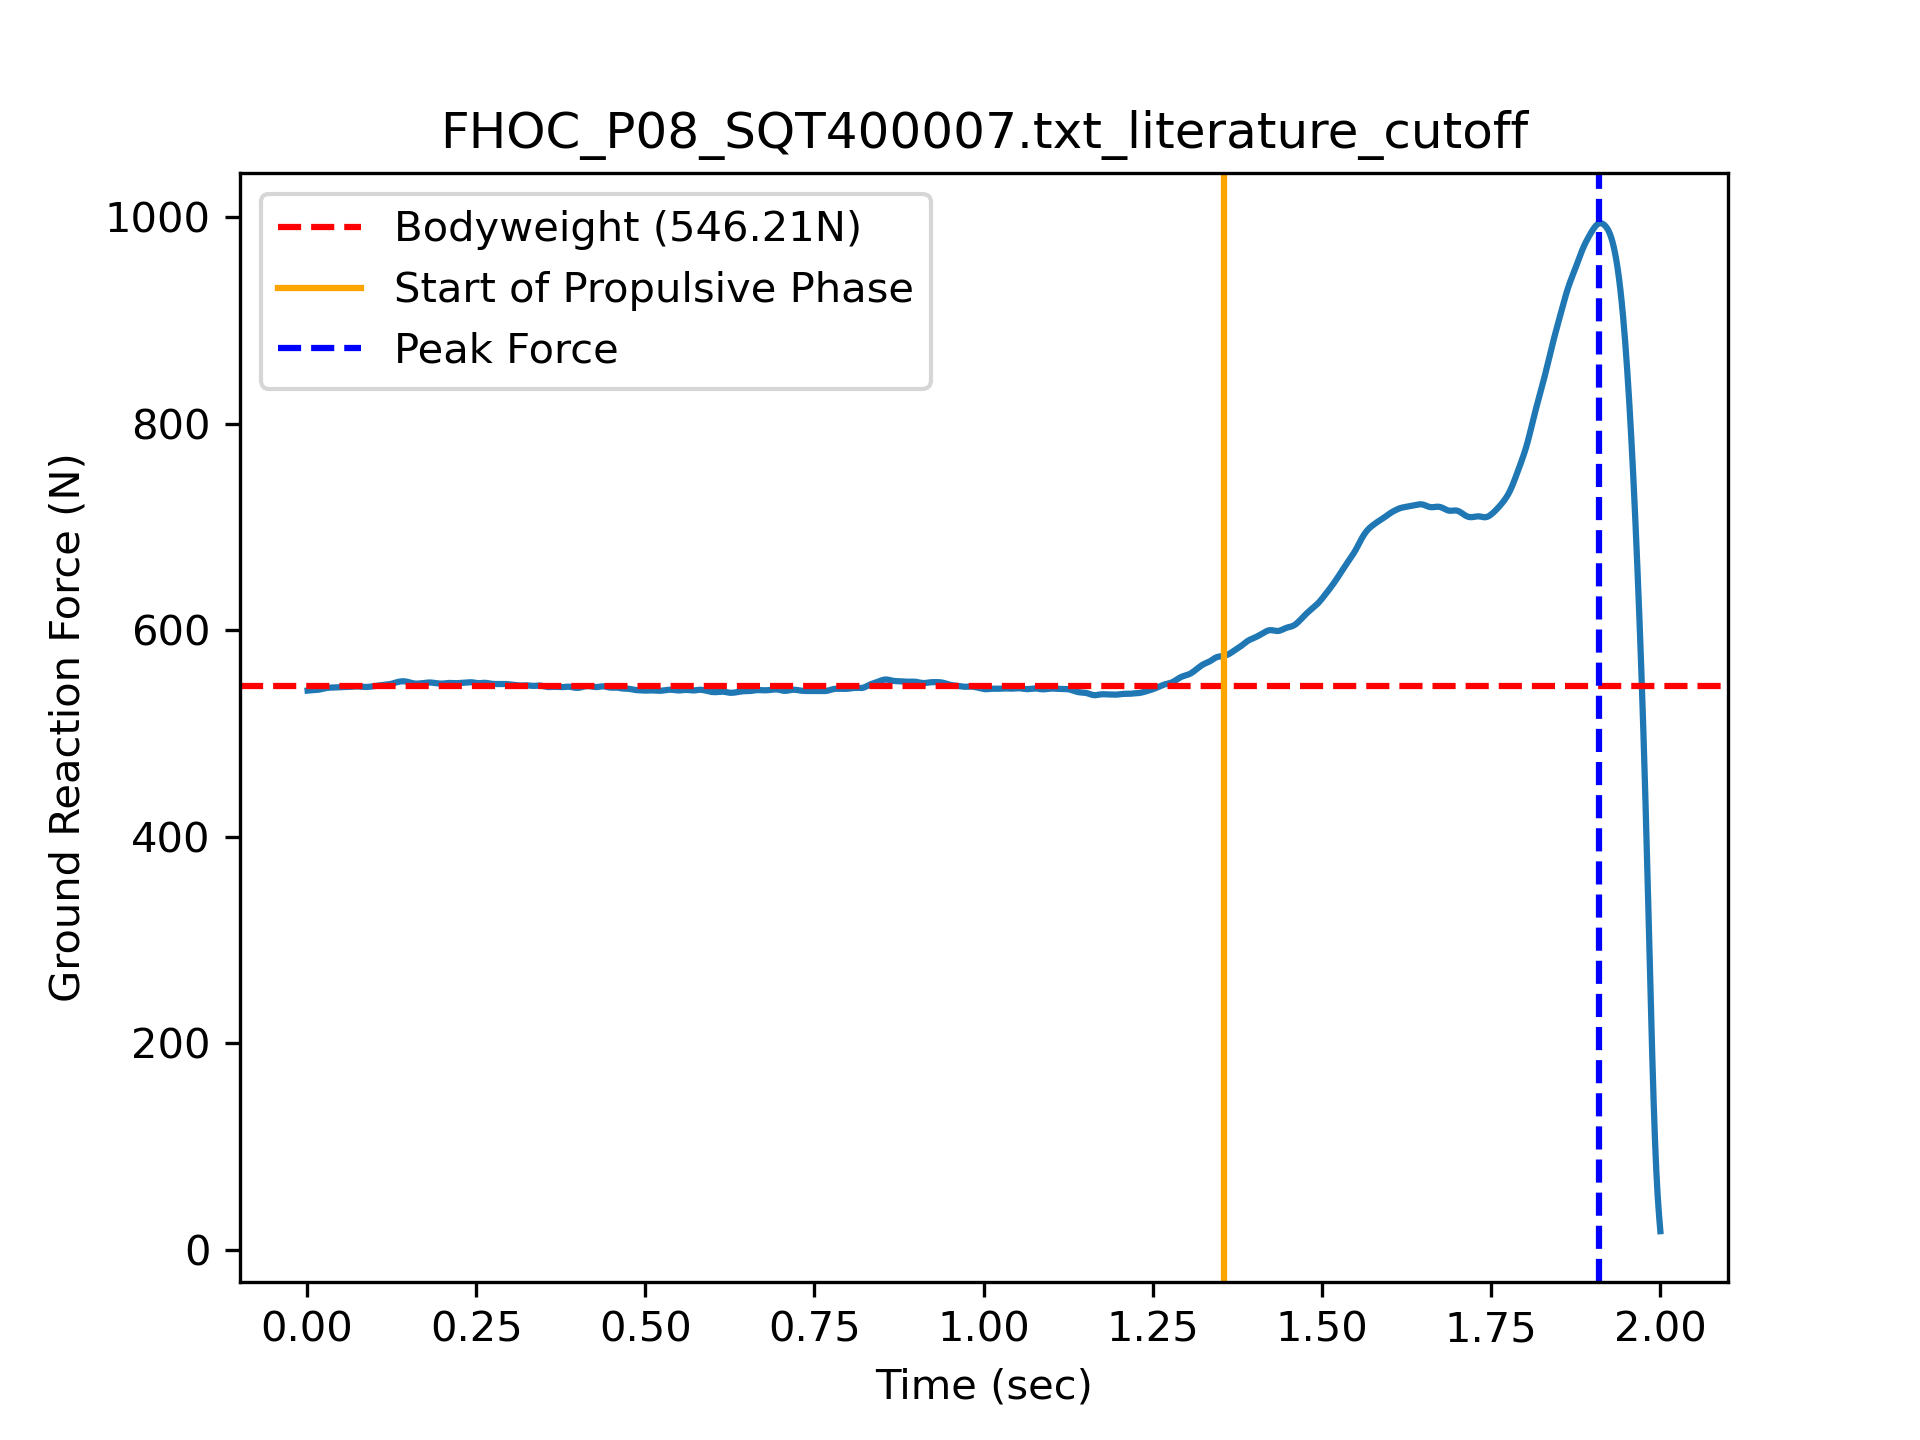 FHOC_P08_SQT400007.txt_literature_cutoff
Bodyweight (546.21N)
Start of Propulsive Phase
Peak Force
Ground Reaction Force (N)
1000
800
600
400
200
0
0.00 0.25 0.50 0.75 1.00 1.25 1.50 1.75 2.00
Time (sec)